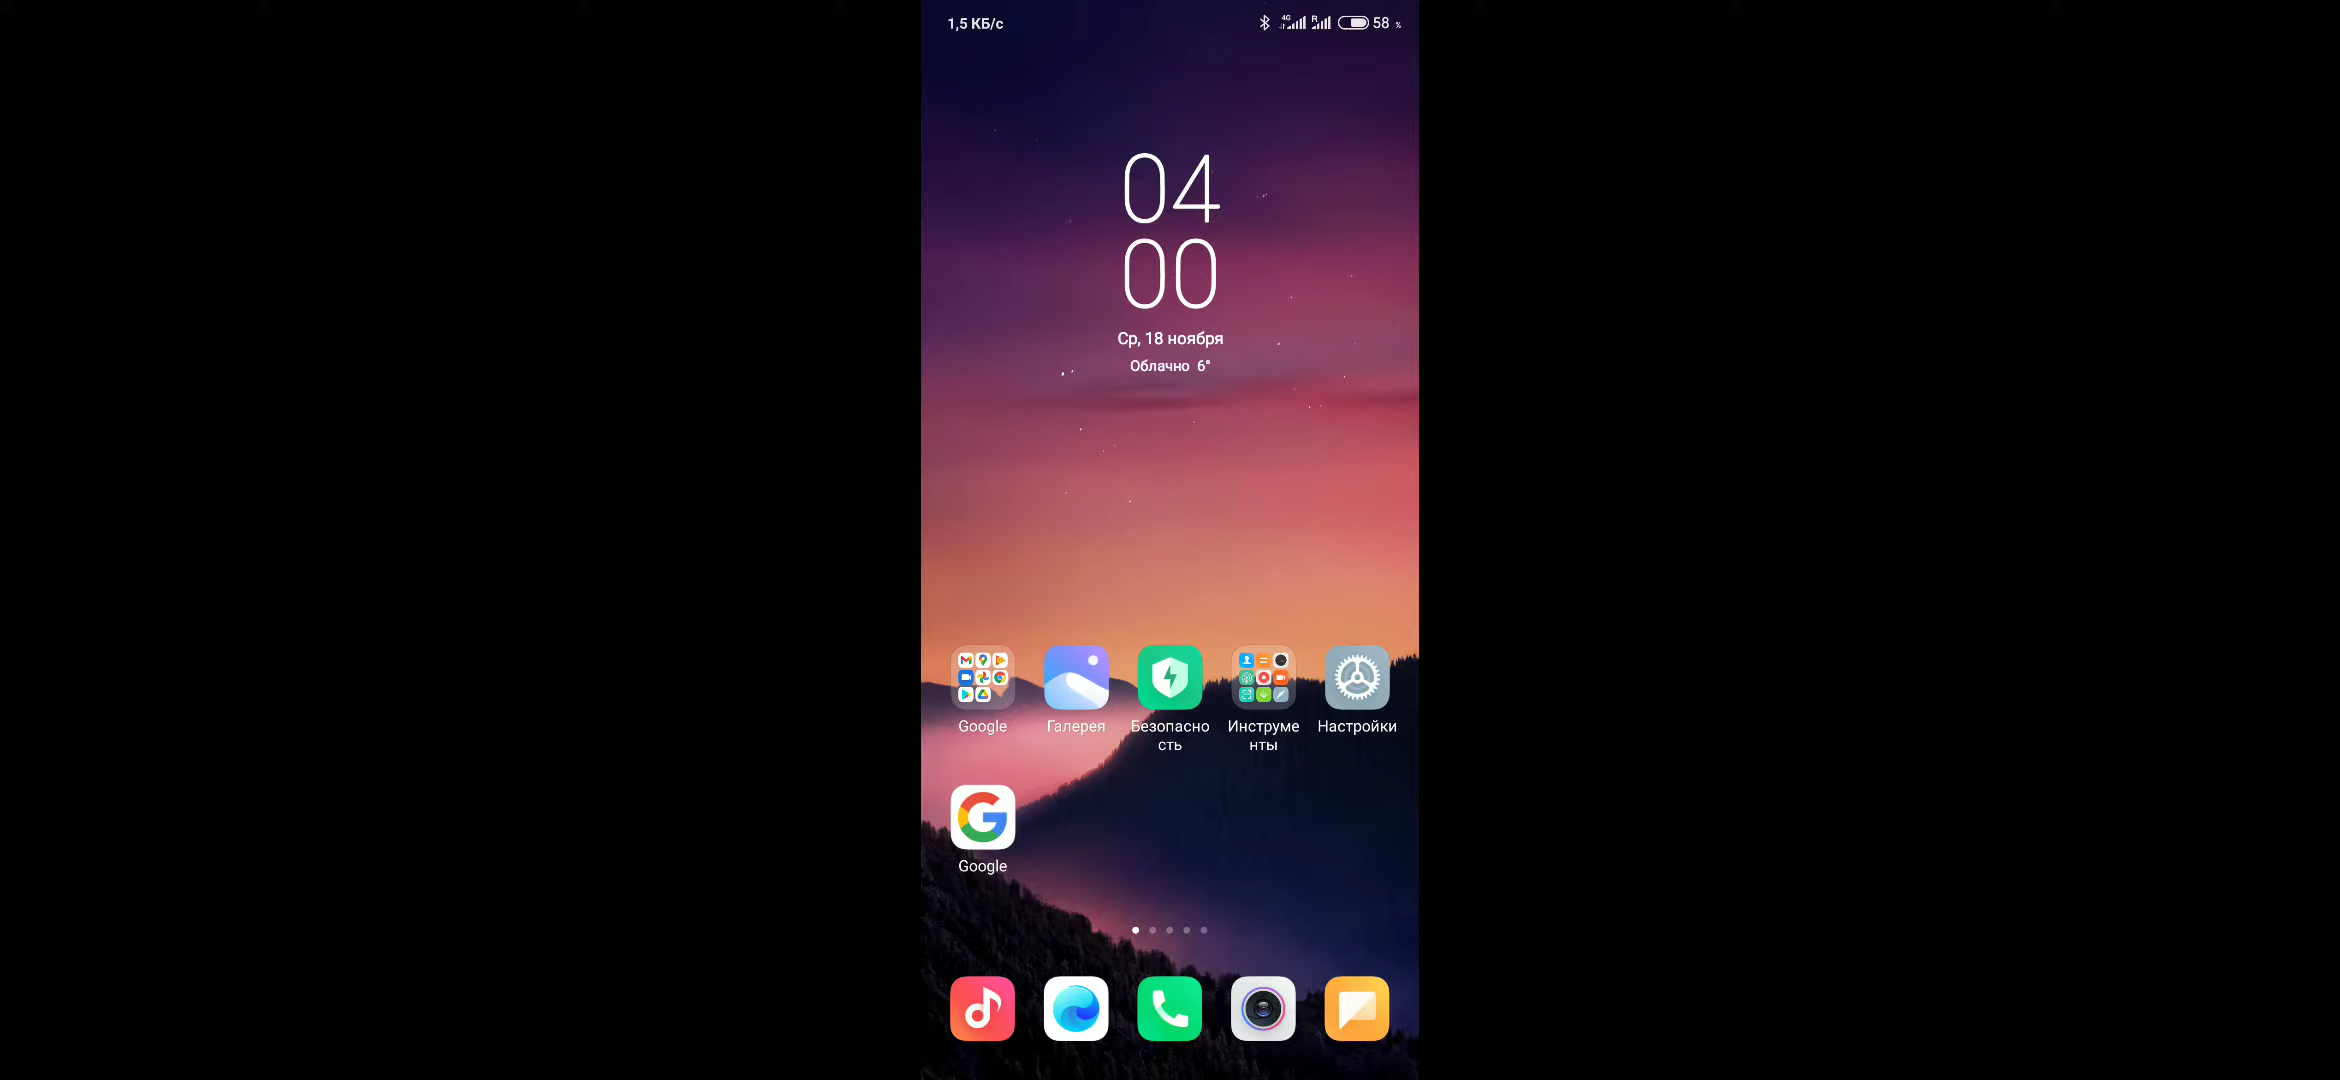 1,5 КБ/с
4G R 58 %
04
00
Ср, 18 ноября
Облачно 6°
Google Галерея Безопасно Инструме Настройки
сть нты
Google